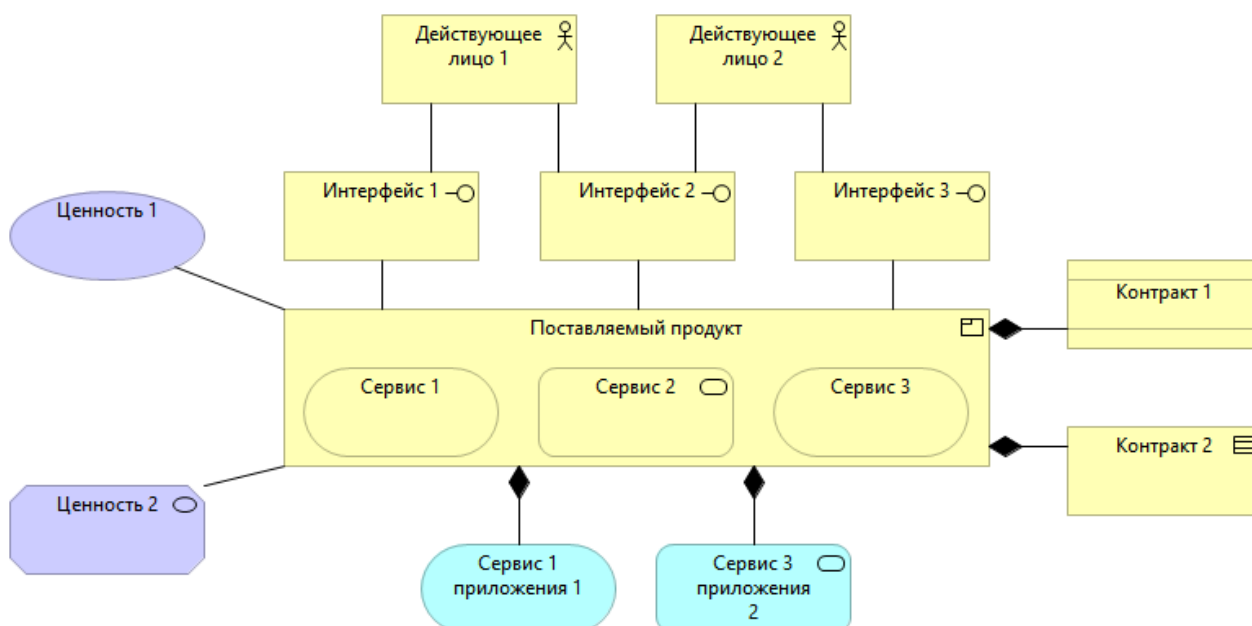 Действующее
лицо 1
Действующее
лицо 2
Интерфейс 1
Интерфейс 2
Интерфейс 3
Ценность 1
Контракт 1
Поставляемый продукт
Сервис 1
Сервис 2
Сервис 3
Контракт 2
Ценность 2
Сервис 1
приложения 1
Сервис 3
приложения
2